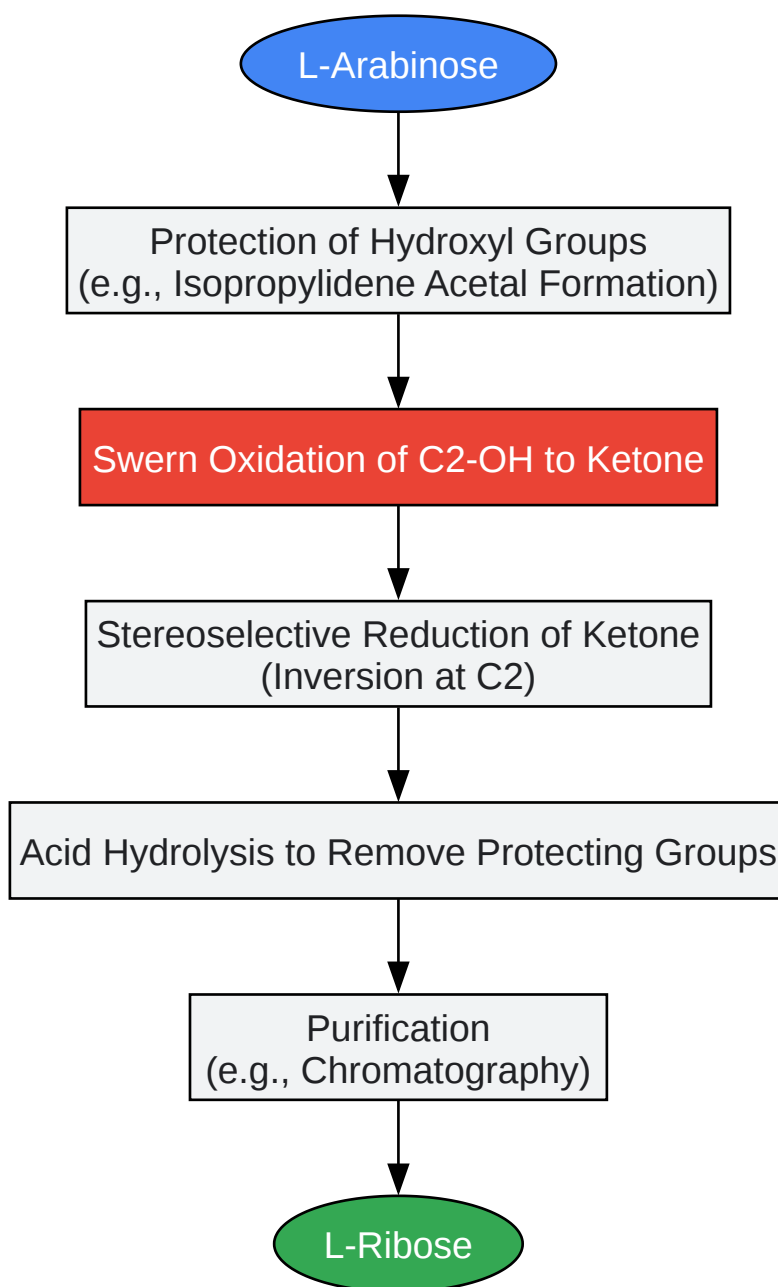 L-Arabinose
Protection of Hydroxyl Groups
(e.g., Isopropylidene Acetal Formation)
Swern Oxidation of C2-OH to Ketone
Stereoselective Reduction of Ketone
(Inversion at C2)
Acid Hydrolysis to Remove Protecting Groups
Purification
(e.g., Chromatography)
L-Ribose